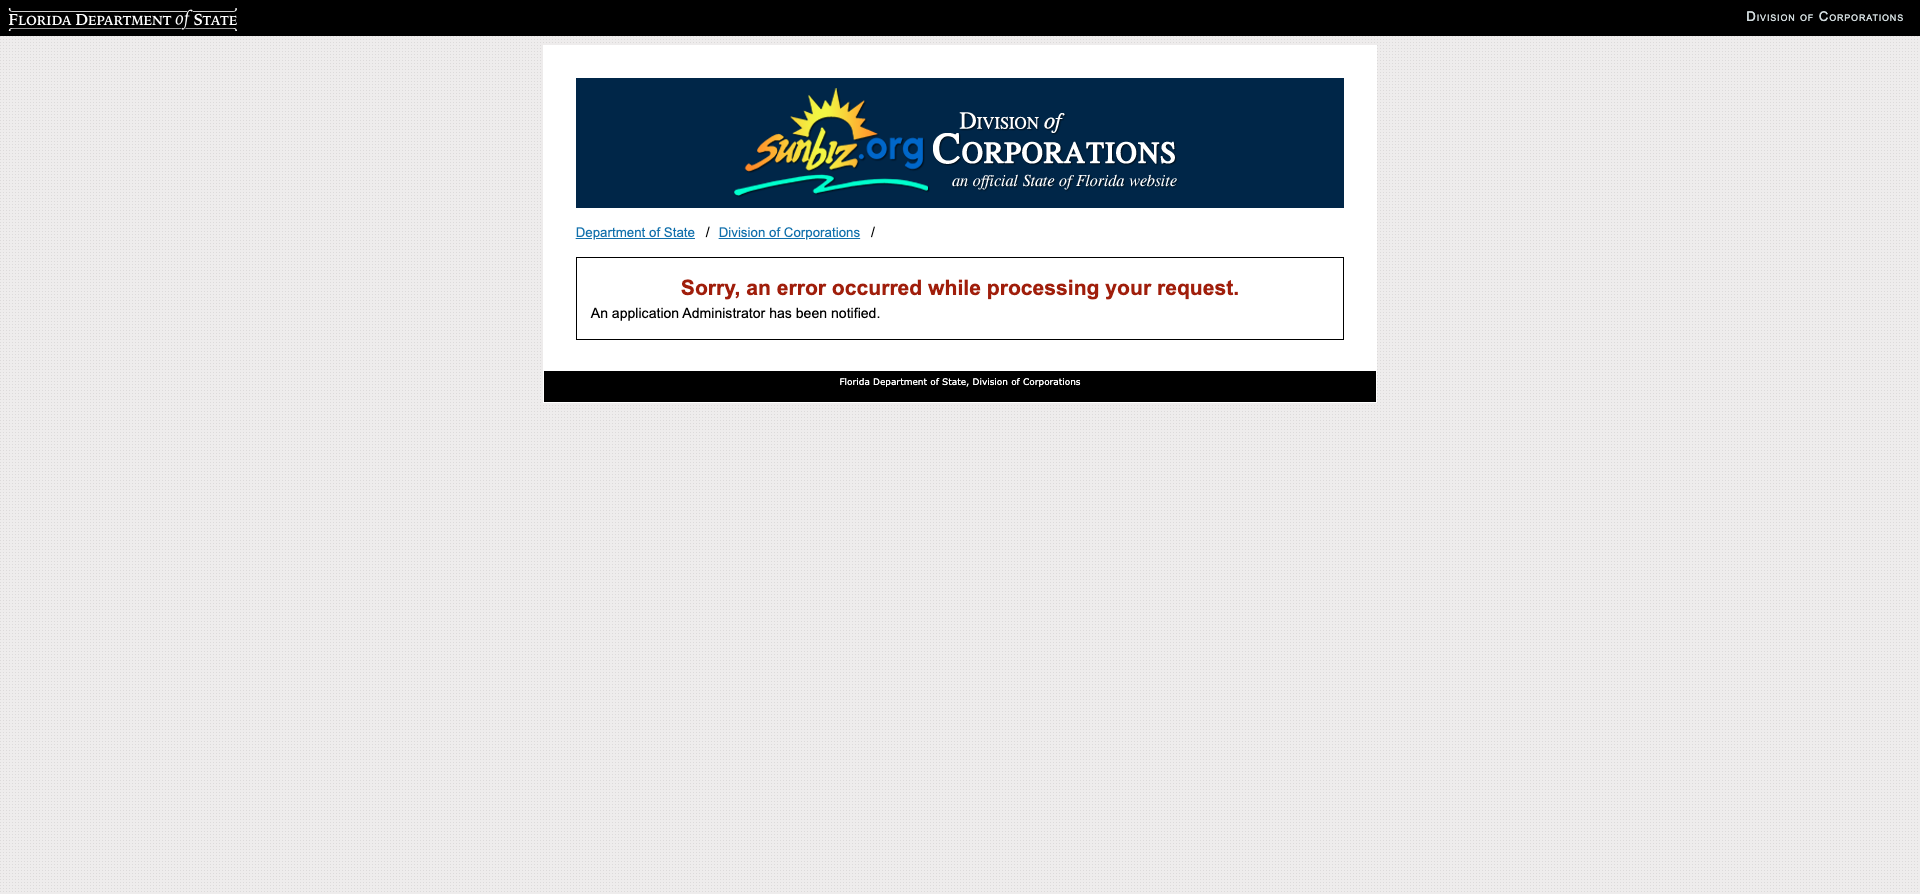 FLORIDA DEPARTMENT of STATE
DIVISION OF CORPORATIONS
Sunbiz.org
DIVISION of
CORPORATIONS
an official State of Florida website
Department of State / Division of Corporations /
Sorry, an error occurred while processing your request.
An application Administrator has been notified.
Florida Department of State, Division of Corporations